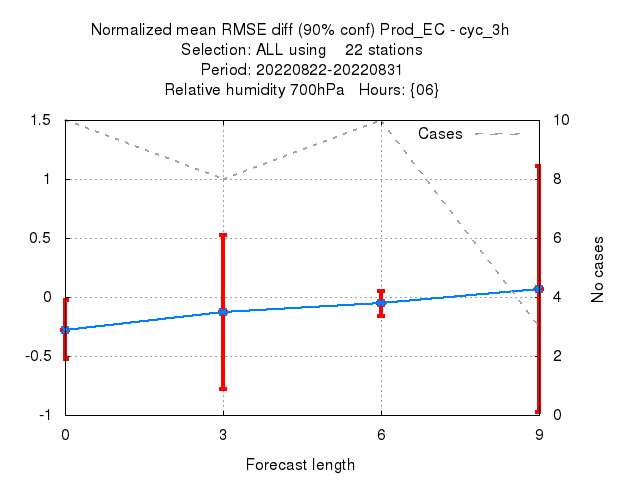 Normalized mean RMSE diff (90% conf) Prod_EC - cyc_3h
Selection: ALL using    22 stations
Period: 20220822-20220831
Relative humidity 700hPa   Hours: {06}
1.5
1
0.5
0
-0.5
-1
Cases
10
8
6
4
2
0
No cases
0 3 6 9
Forecast length